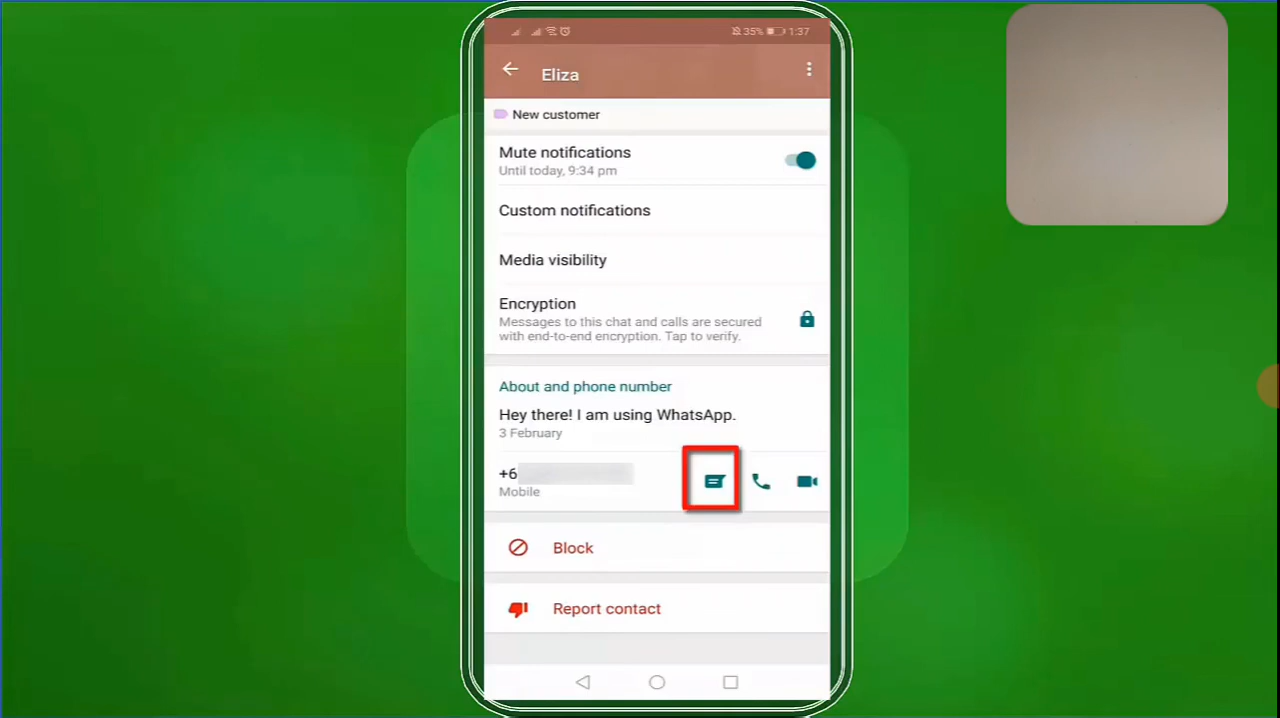 35% 1:37
Eliza
New customer
Mute notifications
Until today, 9:34 pm
Custom notifications
Media visibility
Encryption
Messages to this chat and calls are secured
with end-to-end encryption. Tap to verify.
About and phone number
Hey there! I am using WhatsApp.
3 February
+6
Mobile
Block
Report contact